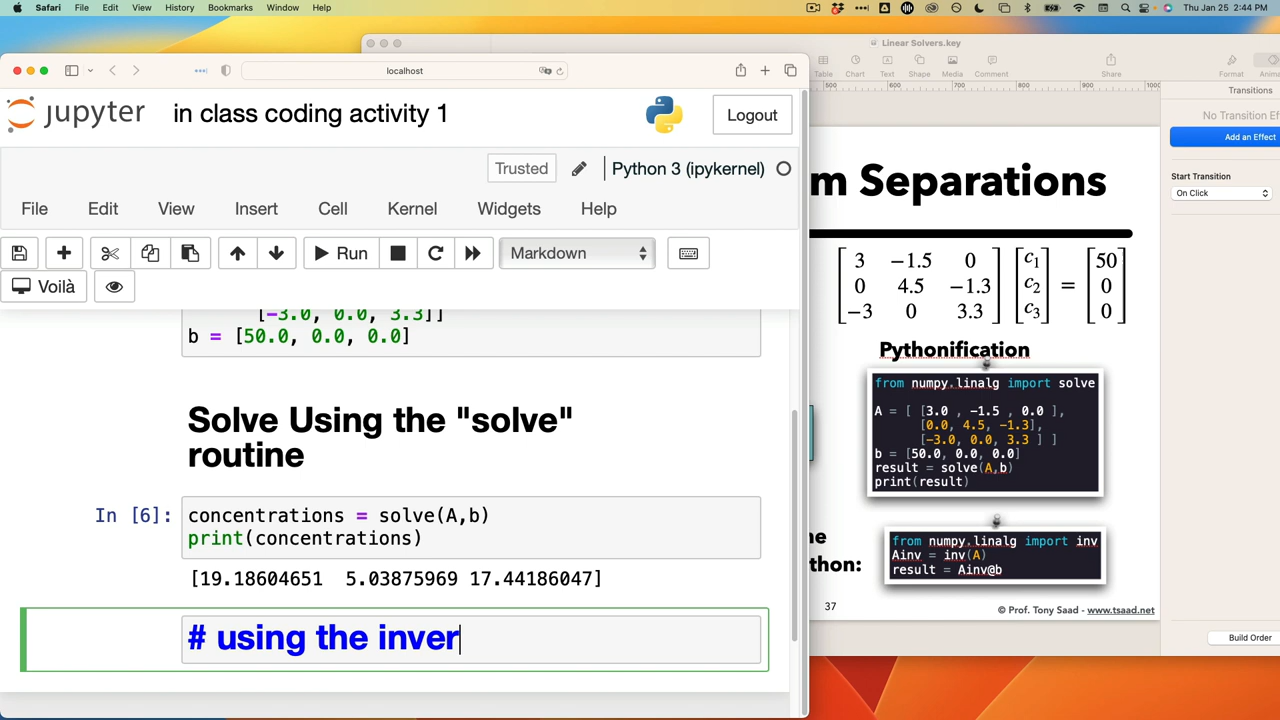 Safari File Edit View History Bookmarks Window Help Thu Jan 25 2:44 PM
Linear Solvers.key
localhost
Table Chart Text Shape Media Comment Share Format
500 600 700 800 900 1000
Transitions
jupyter in class coding activity 1 Logout
No Transition Ef
Add an Effect
Trusted Python 3 (ipykernel)
Start Transition
On Click
File Edit View Insert Cell Kernel Widgets Help
Run Markdown
Voilà
m Separations
3 −1.5 0 c1 50
0 4.5 −1.3 c2 = 0
−3 0 3.3 c3 0
[-3.0, 0.0, 3.3]]
b = [50.0, 0.0, 0.0]
Solve Using the "solve"
routine
In [6]: concentrations = solve(A,b)
print(concentrations)
[19.18604651 5.03875969 17.44186047]
# using the inver
Pythonification
from numpy.linalg import solve
A = [ [3.0 , -1.5 , 0.0 ],
[0.0, 4.5, -1.3],
[-3.0, 0.0, 3.3 ] ]
b = [50.0, 0.0, 0.0]
result = solve(A,b)
print(result)
ne
thon:
from numpy.linalg import inv
Ainv = inv(A)
result = Ainv@b
37
© Prof. Tony Saad - www.tsaad.net
Build Order